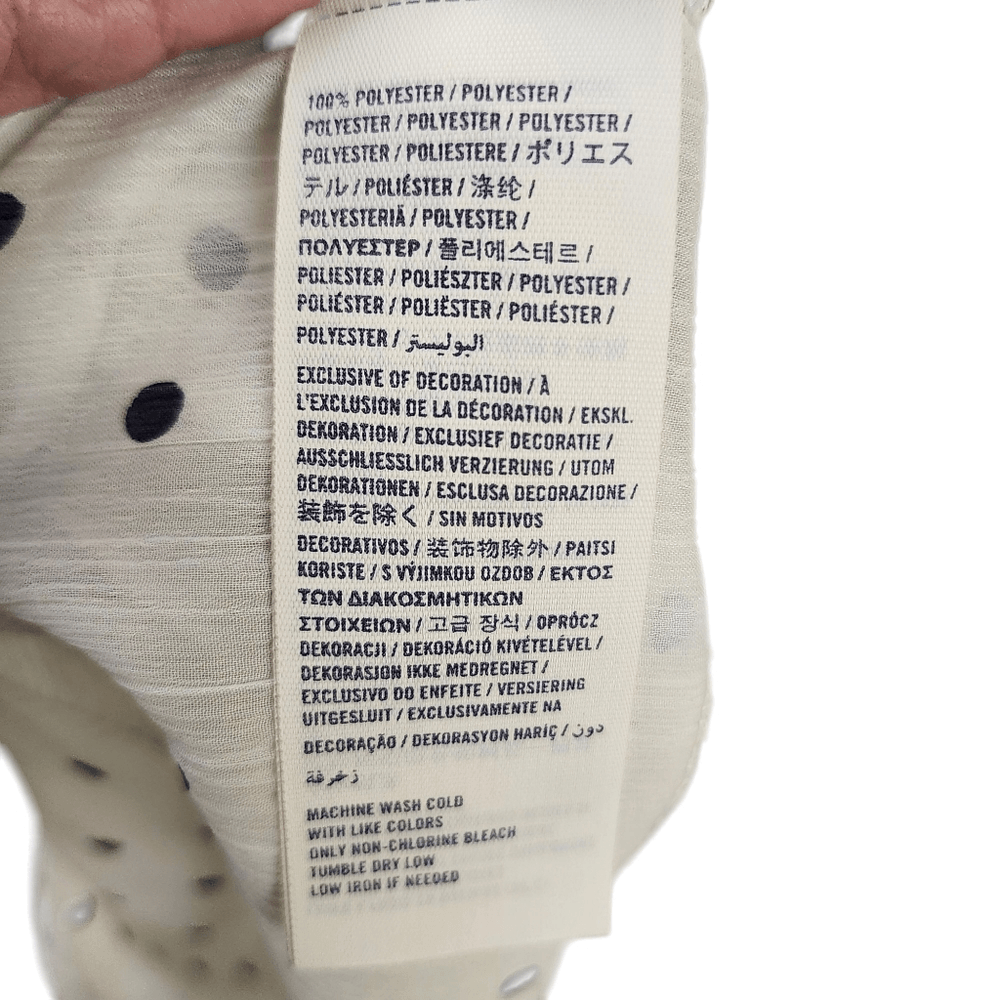 100% POLYESTER / POLYESTER /
POLYESTER / POLYESTER / POLYESTER /
POLYESTER / POLIESTERE / ポリエス
テル / POLIÉSTER / 涤纶 /
POLYESTERIÄ / POLYESTER /
ΠΟΛΥΕΣΤΕΡ / 폴리에스테르 /
POLIESTER / POLIÉSZTER / POLYESTER /
POLIÉSTER / POLIËSTER / POLIÉSTER /
POLYESTER / البوليستر
EXCLUSIVE OF DECORATION / À
L'EXCLUSION DE LA DÉCORATION / EKSKL.
DEKORATION / EXCLUSIEF DECORATIE /
AUSSCHLIESSLICH VERZIERUNG / UTOM
DEKORATIONEN / ESCLUSA DECORAZIONE /
装飾を除く / SIN MOTIVOS
DECORATIVOS / 装饰物除外 / PAITSI
KORISTE / S VÝJIMKOU OZDOB / ΕΚΤΟΣ
ΤΩΝ ΔΙΑΚΟΣΜΗΤΙΚΩΝ
ΣΤΟΙΧΕΙΩΝ / 고급 장식 / OPRÓCZ
DEKORACJI / DEKORÁCIÓ KIVÉTELÉVEL /
DEKORASJON IKKE MEDREGNET /
EXCLUSIVO DO ENFEITE / VERSIERING
UITGESLUIT / EXCLUSIVAMENTE NA
DECORAÇÃO / DEKORASYON HARİÇ / دون
زخرفة
MACHINE WASH COLD
WITH LIKE COLORS
ONLY NON-CHLORINE BLEACH
TUMBLE DRY LOW
LOW IRON IF NEEDED